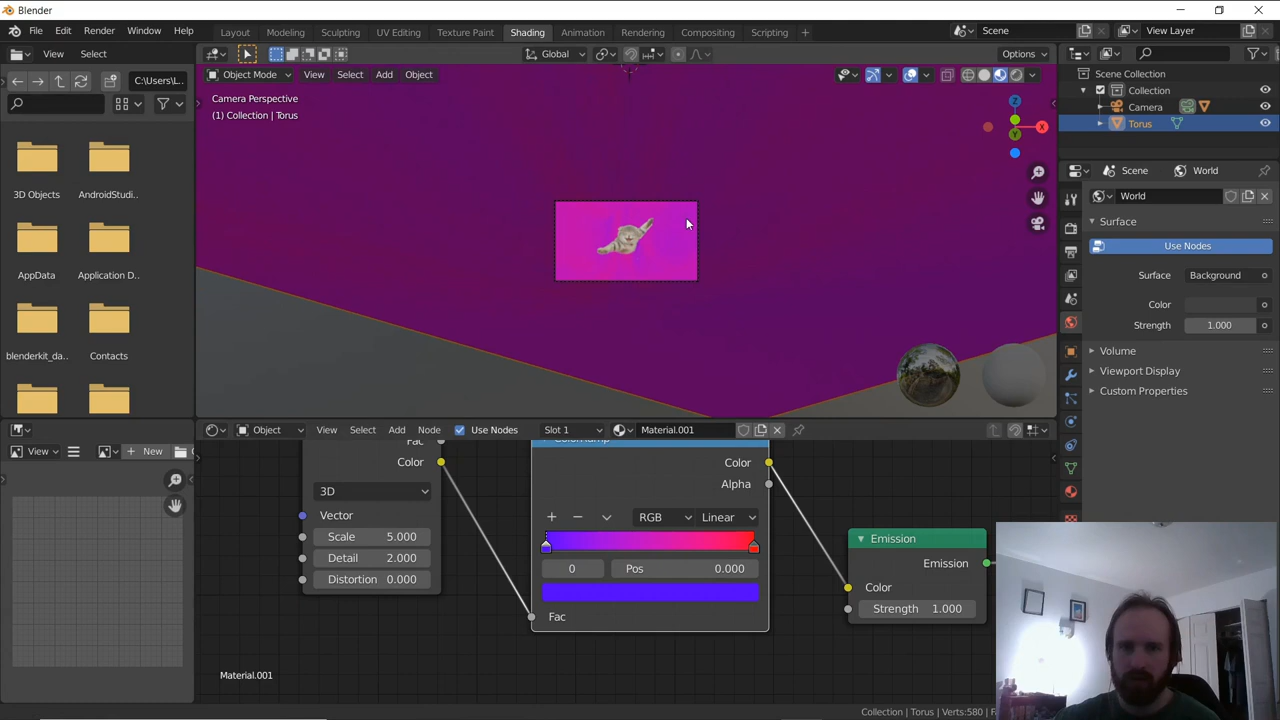 Blender
File Edit Render Window Help Layout Modeling Sculpting UV Editing Texture Paint Shading Animation Rendering Compositing Scripting + Scene View Layer
View Select Global Options
Object Mode View Select Add Object
C:\Users\L..
Camera Perspective
(1) Collection | Torus
3D Objects AndroidStudi..
AppData Application D..
blenderkit_da.. Contacts
Scene Collection
Collection
Camera
Torus
Scene World
World
Surface
Use Nodes
Surface Background
Color
Strength 1.000
Volume
Viewport Display
Custom Properties
Z
X
Y
View + New
Object View Select Add Node Use Nodes Slot 1 Material.001
Fac
Color
3D
Vector
Scale 5.000
Detail 2.000
Distortion 0.000
ColorRamp
Color
Alpha
RGB Linear
0 Pos 0.000
Fac
Emission
Emission
Color
Strength 1.000
Material.001
Collection | Torus | Verts:580 | F